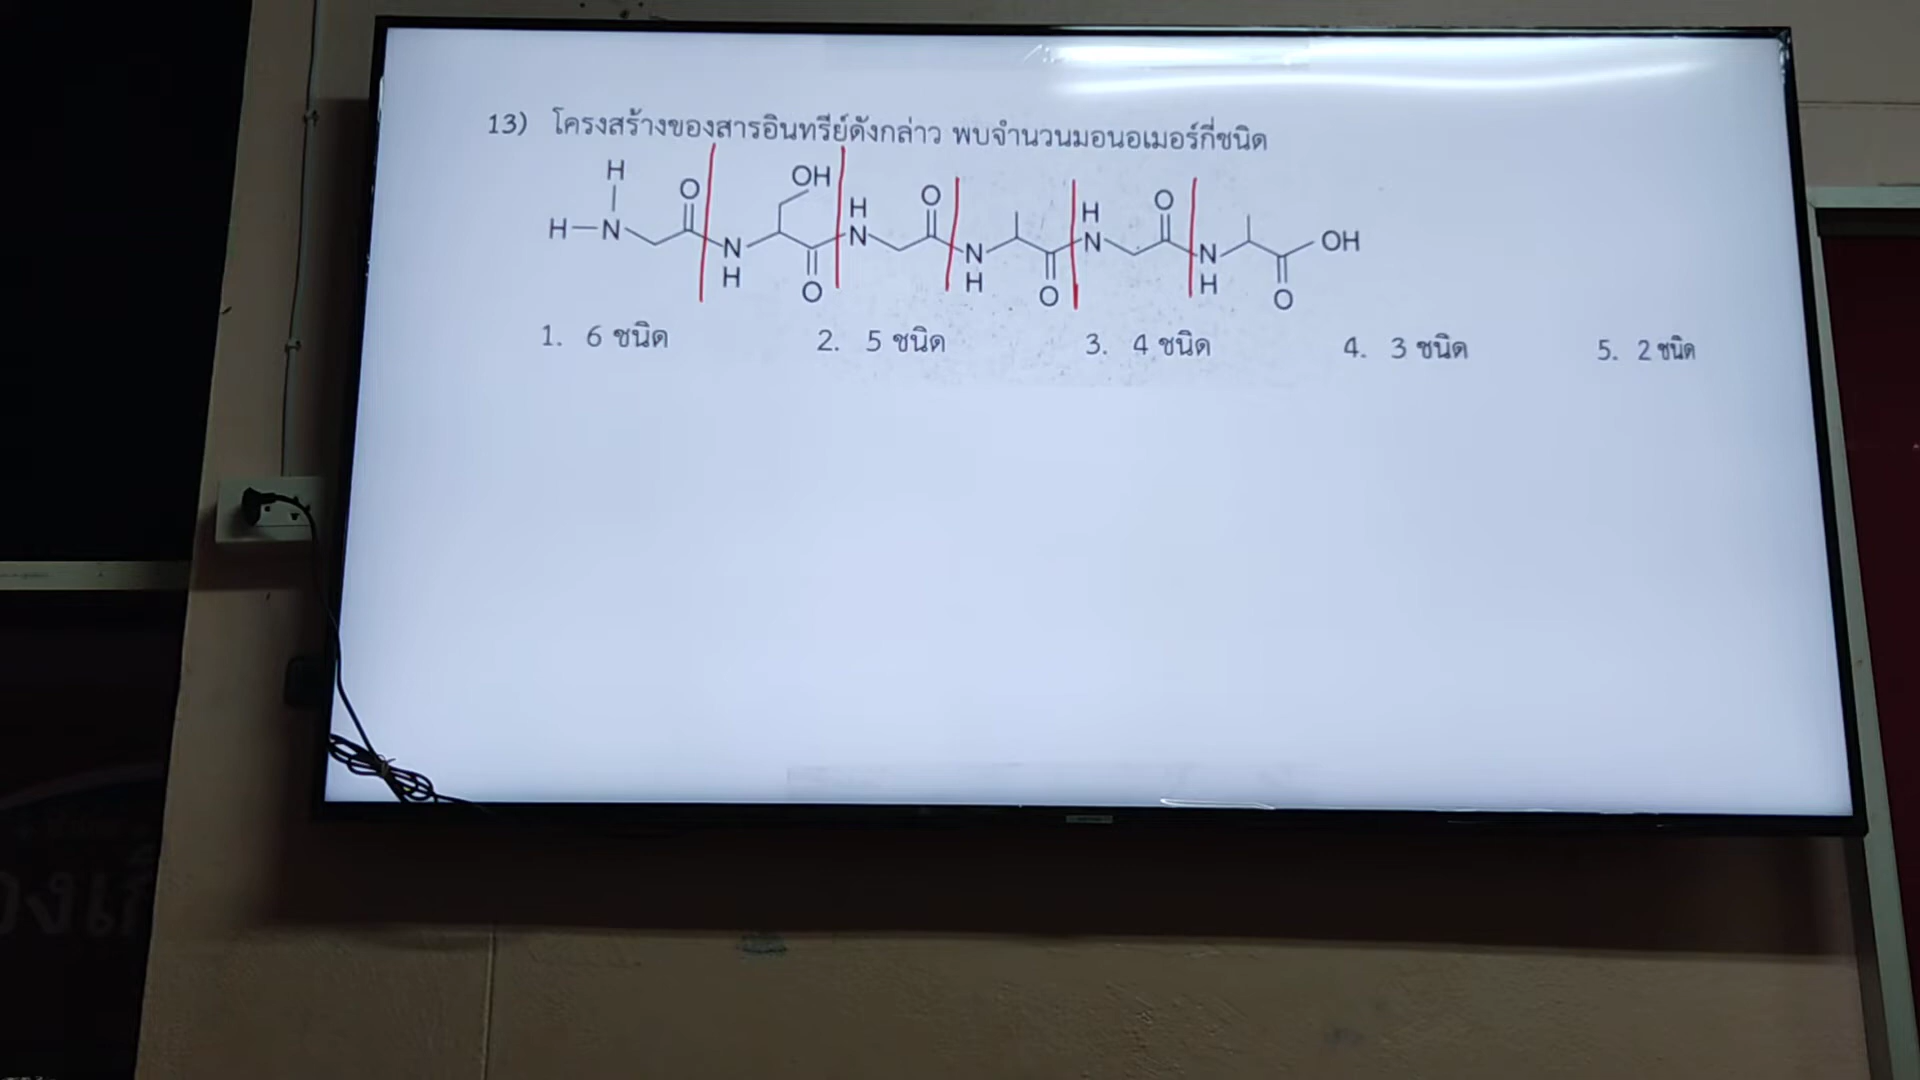 13) โครงสร้างของสารอินทรีย์ดังกล่าว พบจำนวนมอนอเมอร์กี่ชนิด
H OH
O H O H O
H N N N N N N OH
H O H O H O
1. 6 ชนิด 2. 5 ชนิด 3. 4 ชนิด 4. 3 ชนิด 5. 2 ชนิด